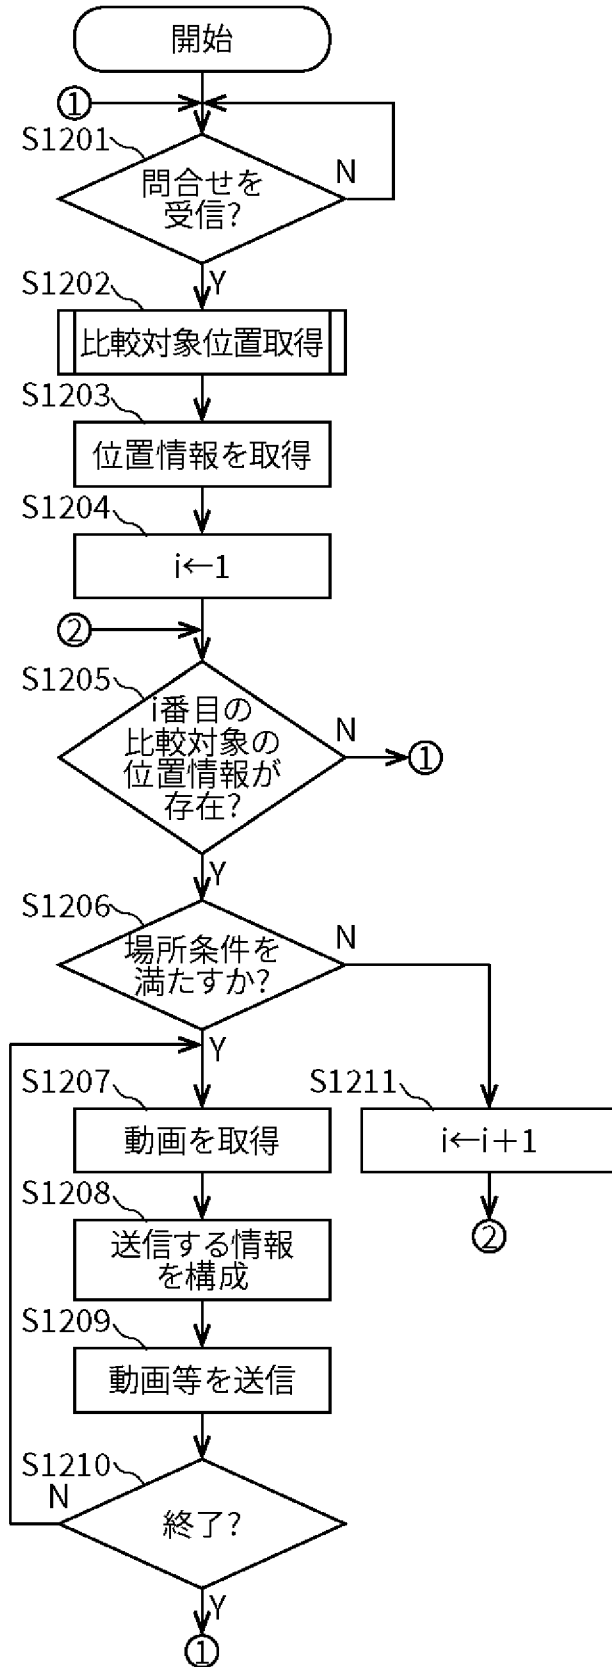 開始
①
S1201
問合せを
受信?
N
Y
S1202
比較対象位置取得
S1203
位置情報を取得
S1204
i←1
②
S1205
i番目の
比較対象の
位置情報が
存在?
N
①
Y
S1206
場所条件を
満たすか?
N
Y
S1207
動画を取得
S1211
i←i+1
②
S1208
送信する情報
を構成
S1209
動画等を送信
S1210
N
終了?
Y
①